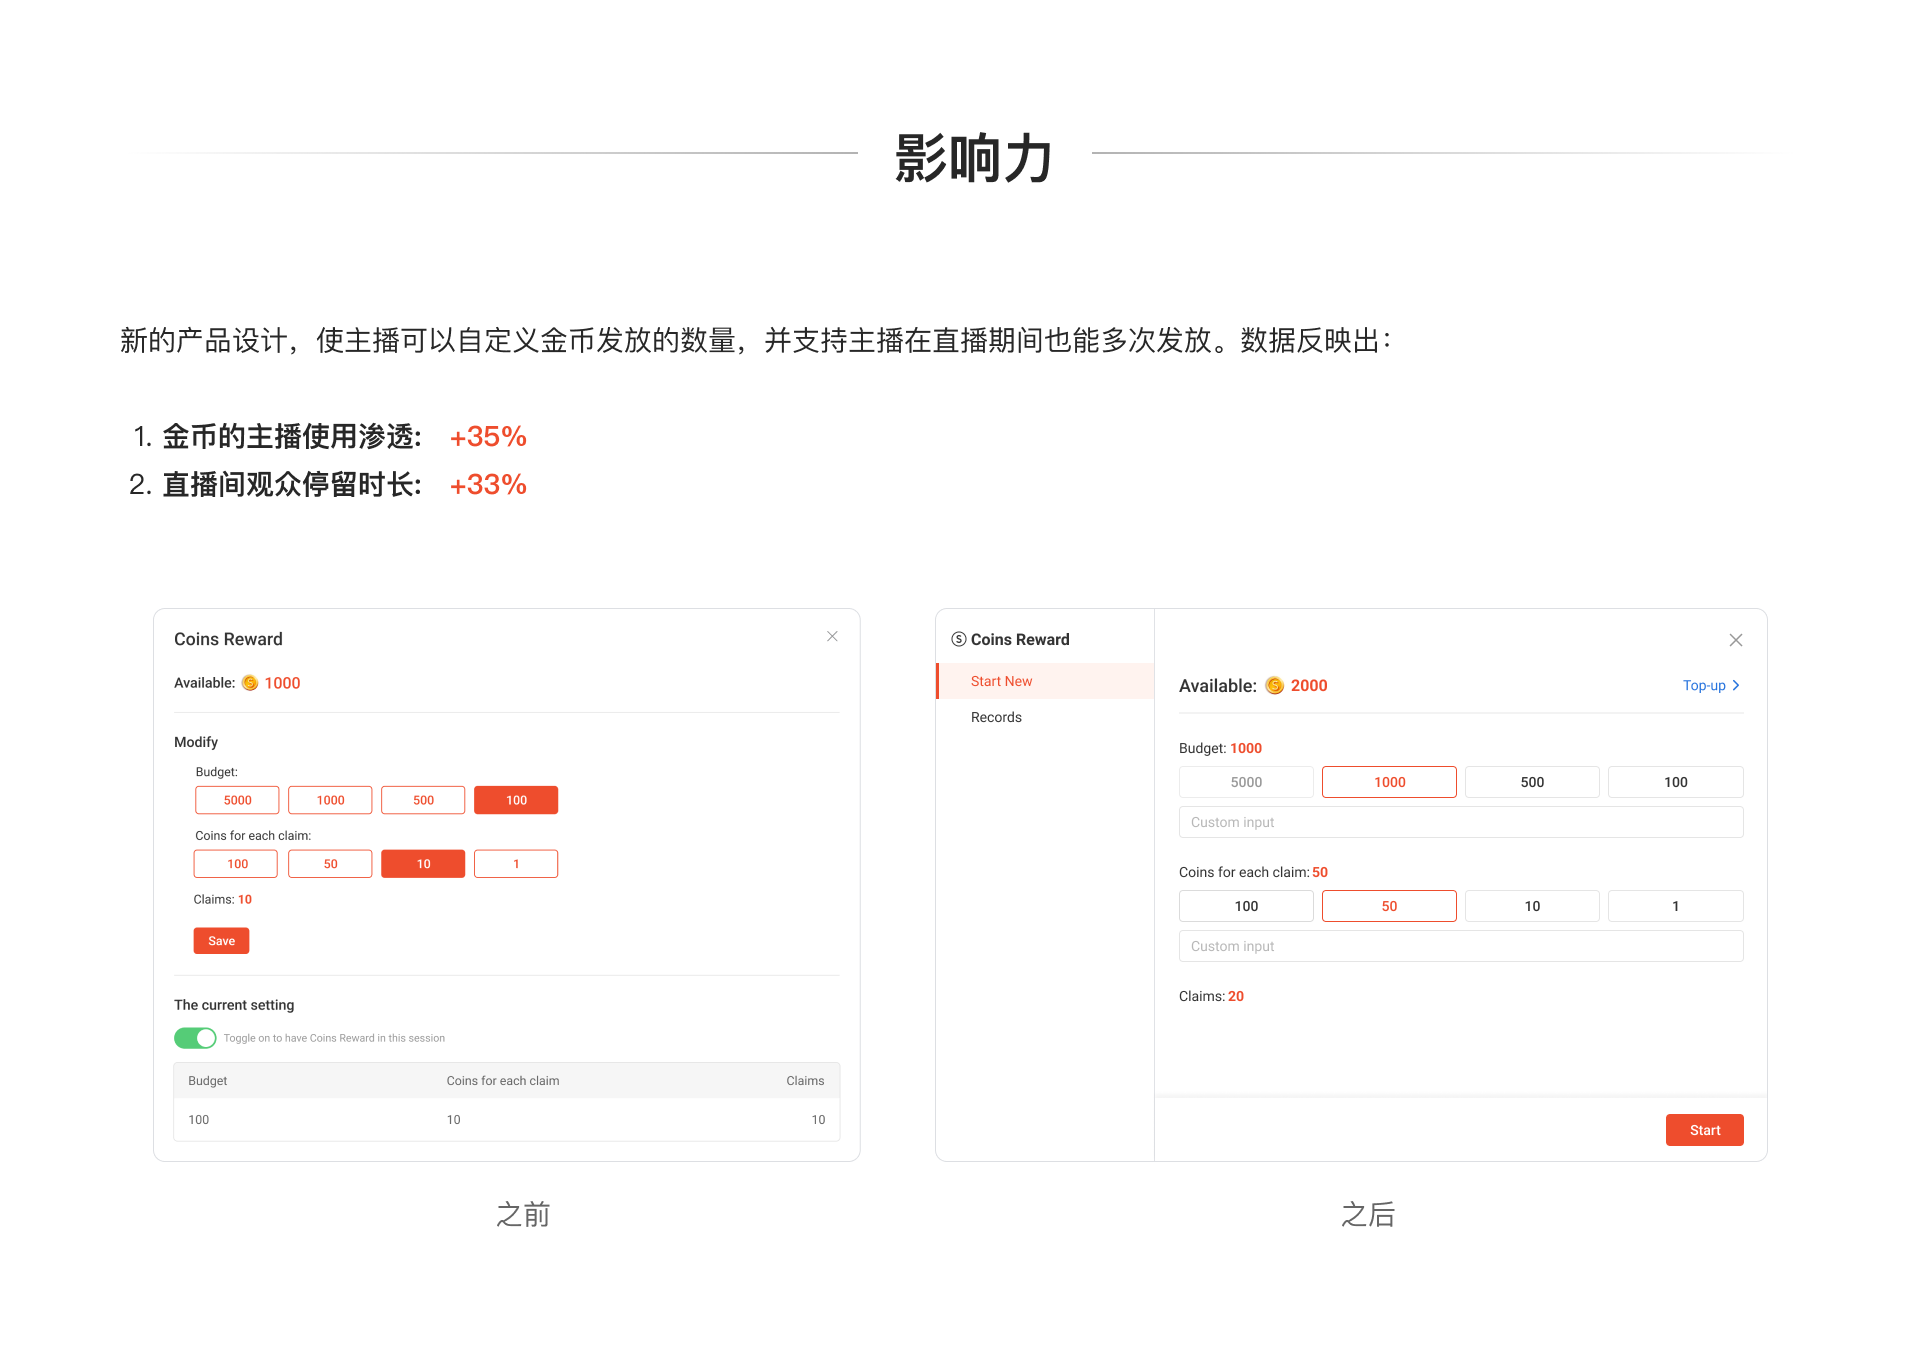 影响力
新的产品设计，使主播可以自定义金币发放的数量，并支持主播在直播期间也能多次发放。数据反映出：
1. 金币的主播使用渗透: +35%
2. 直播间观众停留时长: +33%
Coins Reward
Available: 1000
Modify
Budget:
5000 1000 500 100
Coins for each claim:
100 50 10 1
Claims: 10
Save
The current setting
Toggle on to have Coins Reward in this session
Budget Coins for each claim Claims
100 10 10
之前
Coins Reward
Start New
Records
Available: 2000 Top-up
Budget: 1000
5000 1000 500 100
Custom input
Coins for each claim: 50
100 50 10 1
Custom input
Claims: 20
Start
之后